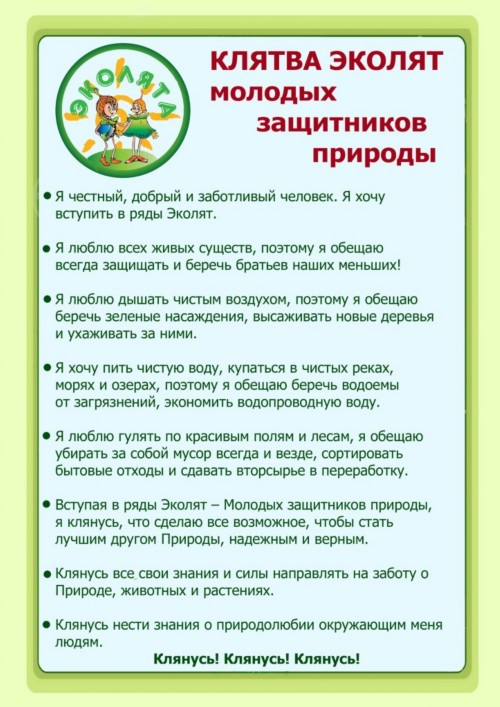 ЭКОЛЯТА
КЛЯТВА ЭКОЛЯТ
молодых
защитников
природы
• Я честный, добрый и заботливый человек. Я хочу
вступить в ряды Эколят.
• Я люблю всех живых существ, поэтому я обещаю
всегда защищать и беречь братьев наших меньших!
• Я люблю дышать чистым воздухом, поэтому я обещаю
беречь зеленые насаждения, высаживать новые деревья
и ухаживать за ними.
• Я хочу пить чистую воду, купаться в чистых реках,
морях и озерах, поэтому я обещаю беречь водоемы
от загрязнений, экономить водопроводную воду.
• Я люблю гулять по красивым полям и лесам, я обещаю
убирать за собой мусор всегда и везде, сортировать
бытовые отходы и сдавать вторсырье в переработку.
• Вступая в ряды Эколят – Молодых защитников природы,
я клянусь, что сделаю все возможное, чтобы стать
лучшим другом Природы, надежным и верным.
• Клянусь все свои знания и силы направлять на заботу о
Природе, животных и растениях.
• Клянусь нести знания о природолюбии окружающим меня
людям.
Клянусь! Клянусь! Клянусь!